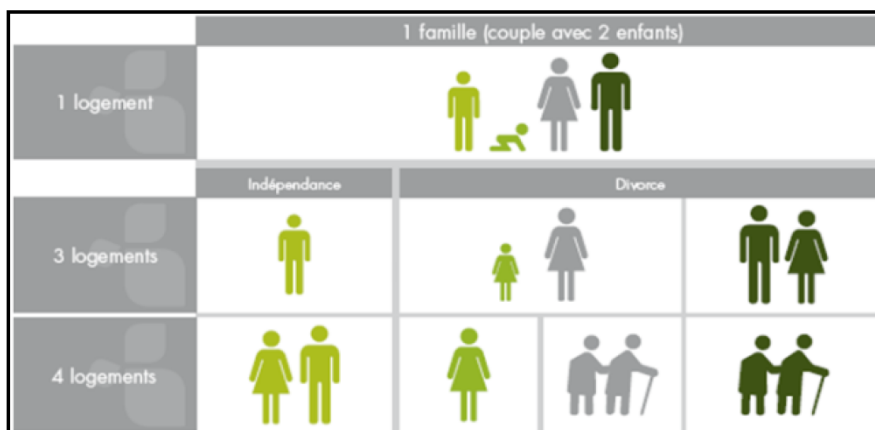 1 famille (couple avec 2 enfants)
1 logement
Indépendance
Divorce
3 logements
4 logements